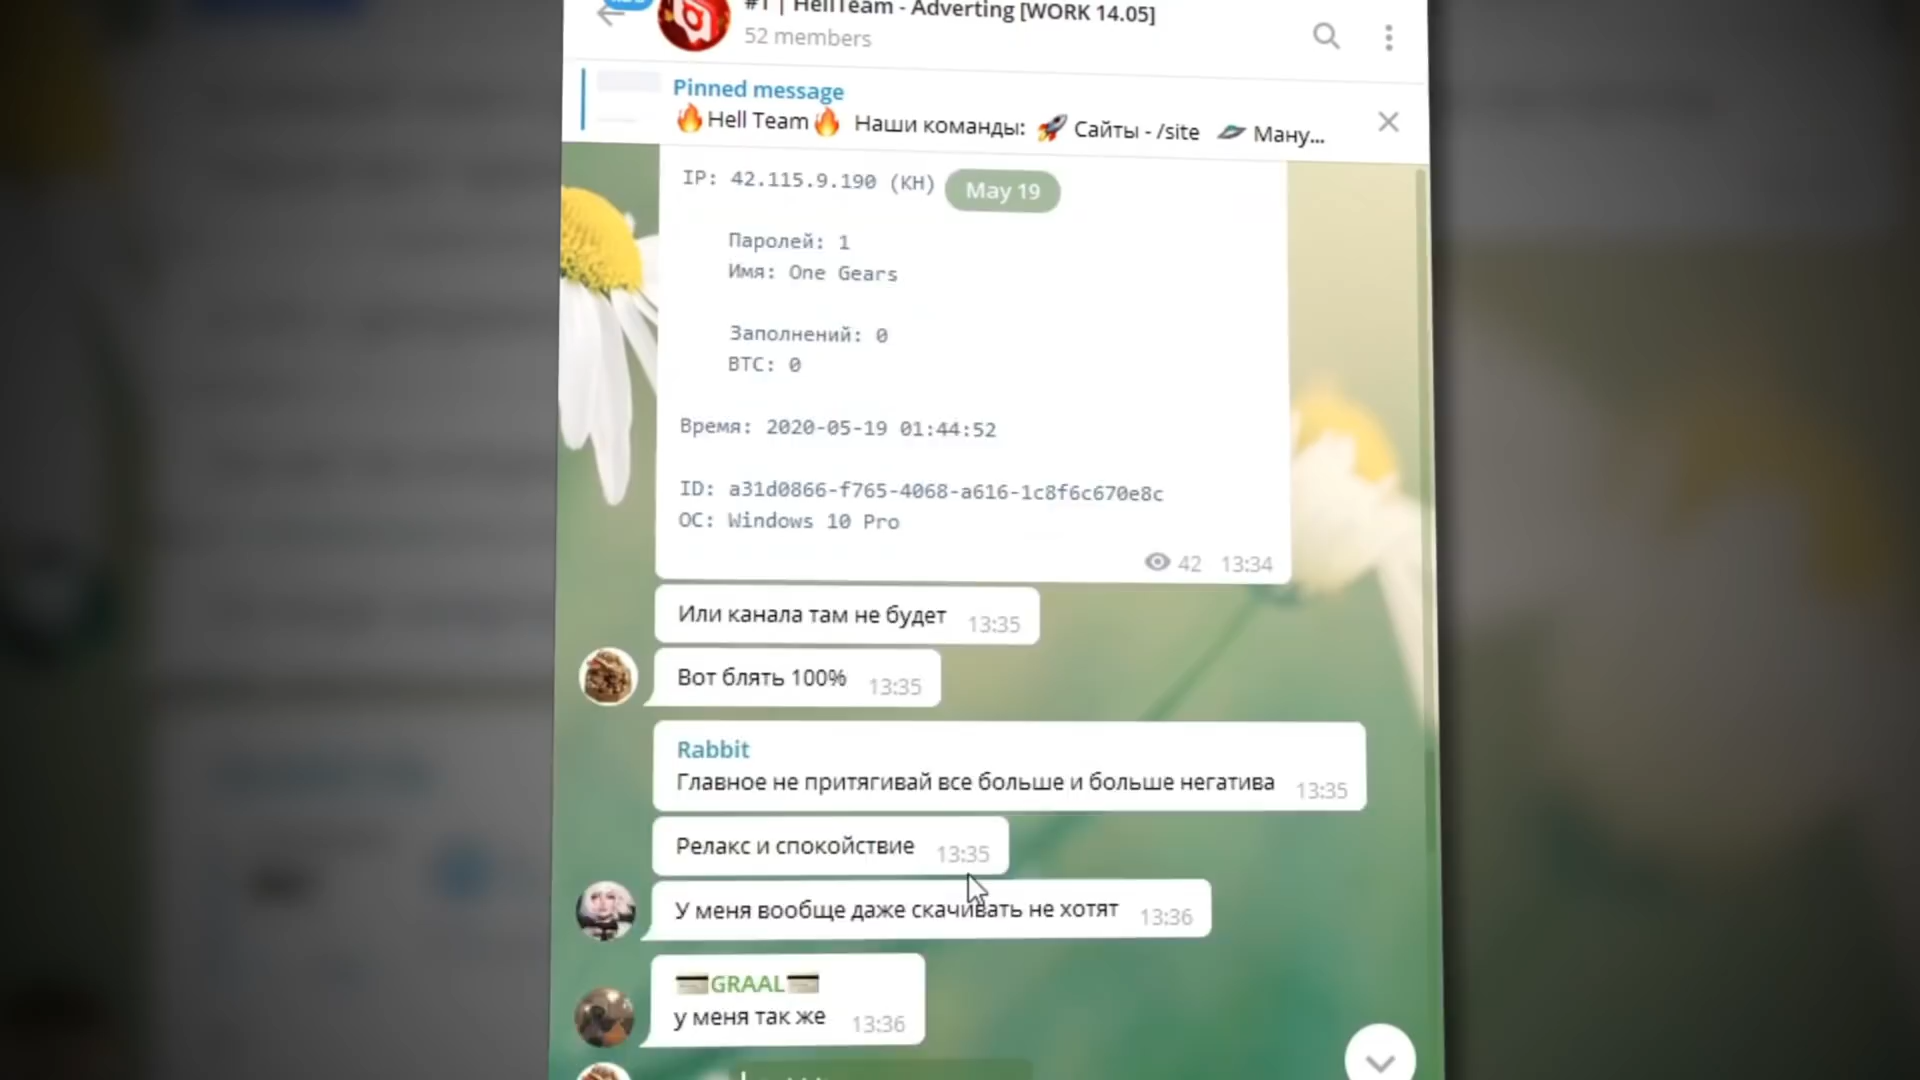 #1 | HellTeam - Adverting [WORK 14.05]
52 members
Pinned message
🔥Hell Team🔥 Наши команды: 🚀 Сайты - /site 🛸 Ману...
IP: 42.115.9.190 (KH)
May 19
Паролей: 1
Имя: One Gears
Заполнений: 0
BTC: 0
Время: 2020-05-19 01:44:52
ID: a31d0866-f765-4068-a616-1c8f6c670e8c
ОС: Windows 10 Pro
42 13:34
Или канала там не будет 13:35
Вот блять 100% 13:35
Rabbit
Главное не притягивай все больше и больше негатива 13:35
Релакс и спокойствие 13:35
У меня вообще даже скачивать не хотят 13:36
GRAAL
у меня так же 13:36